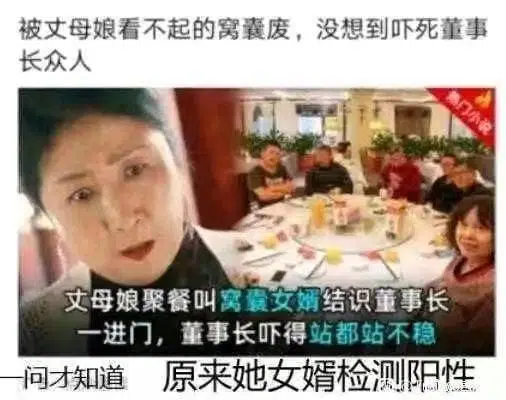 被丈母娘看不起的窝囊废，没想到吓死董事
长众人
热门小说
丈母娘聚餐叫窝囊女婿结识董事长
一进门，董事长吓得站都站不稳
一问才知道 原来她女婿检测阳性